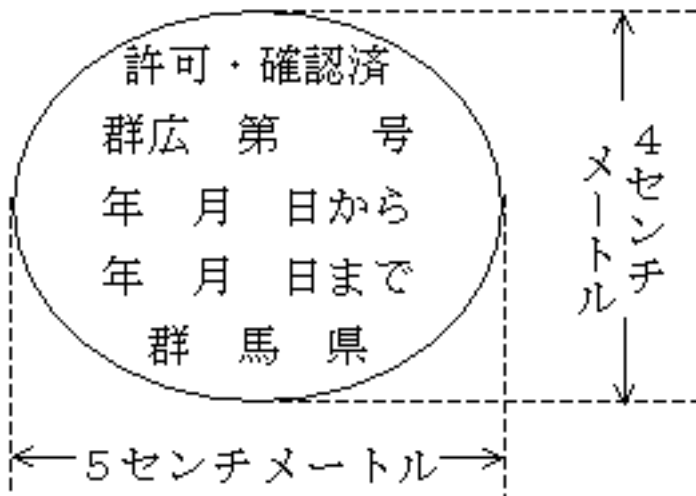 許可・確認済
群広　第　　号
年　月　日から
年　月　日まで
群　馬　県
４センチ
メートル
５センチメートル